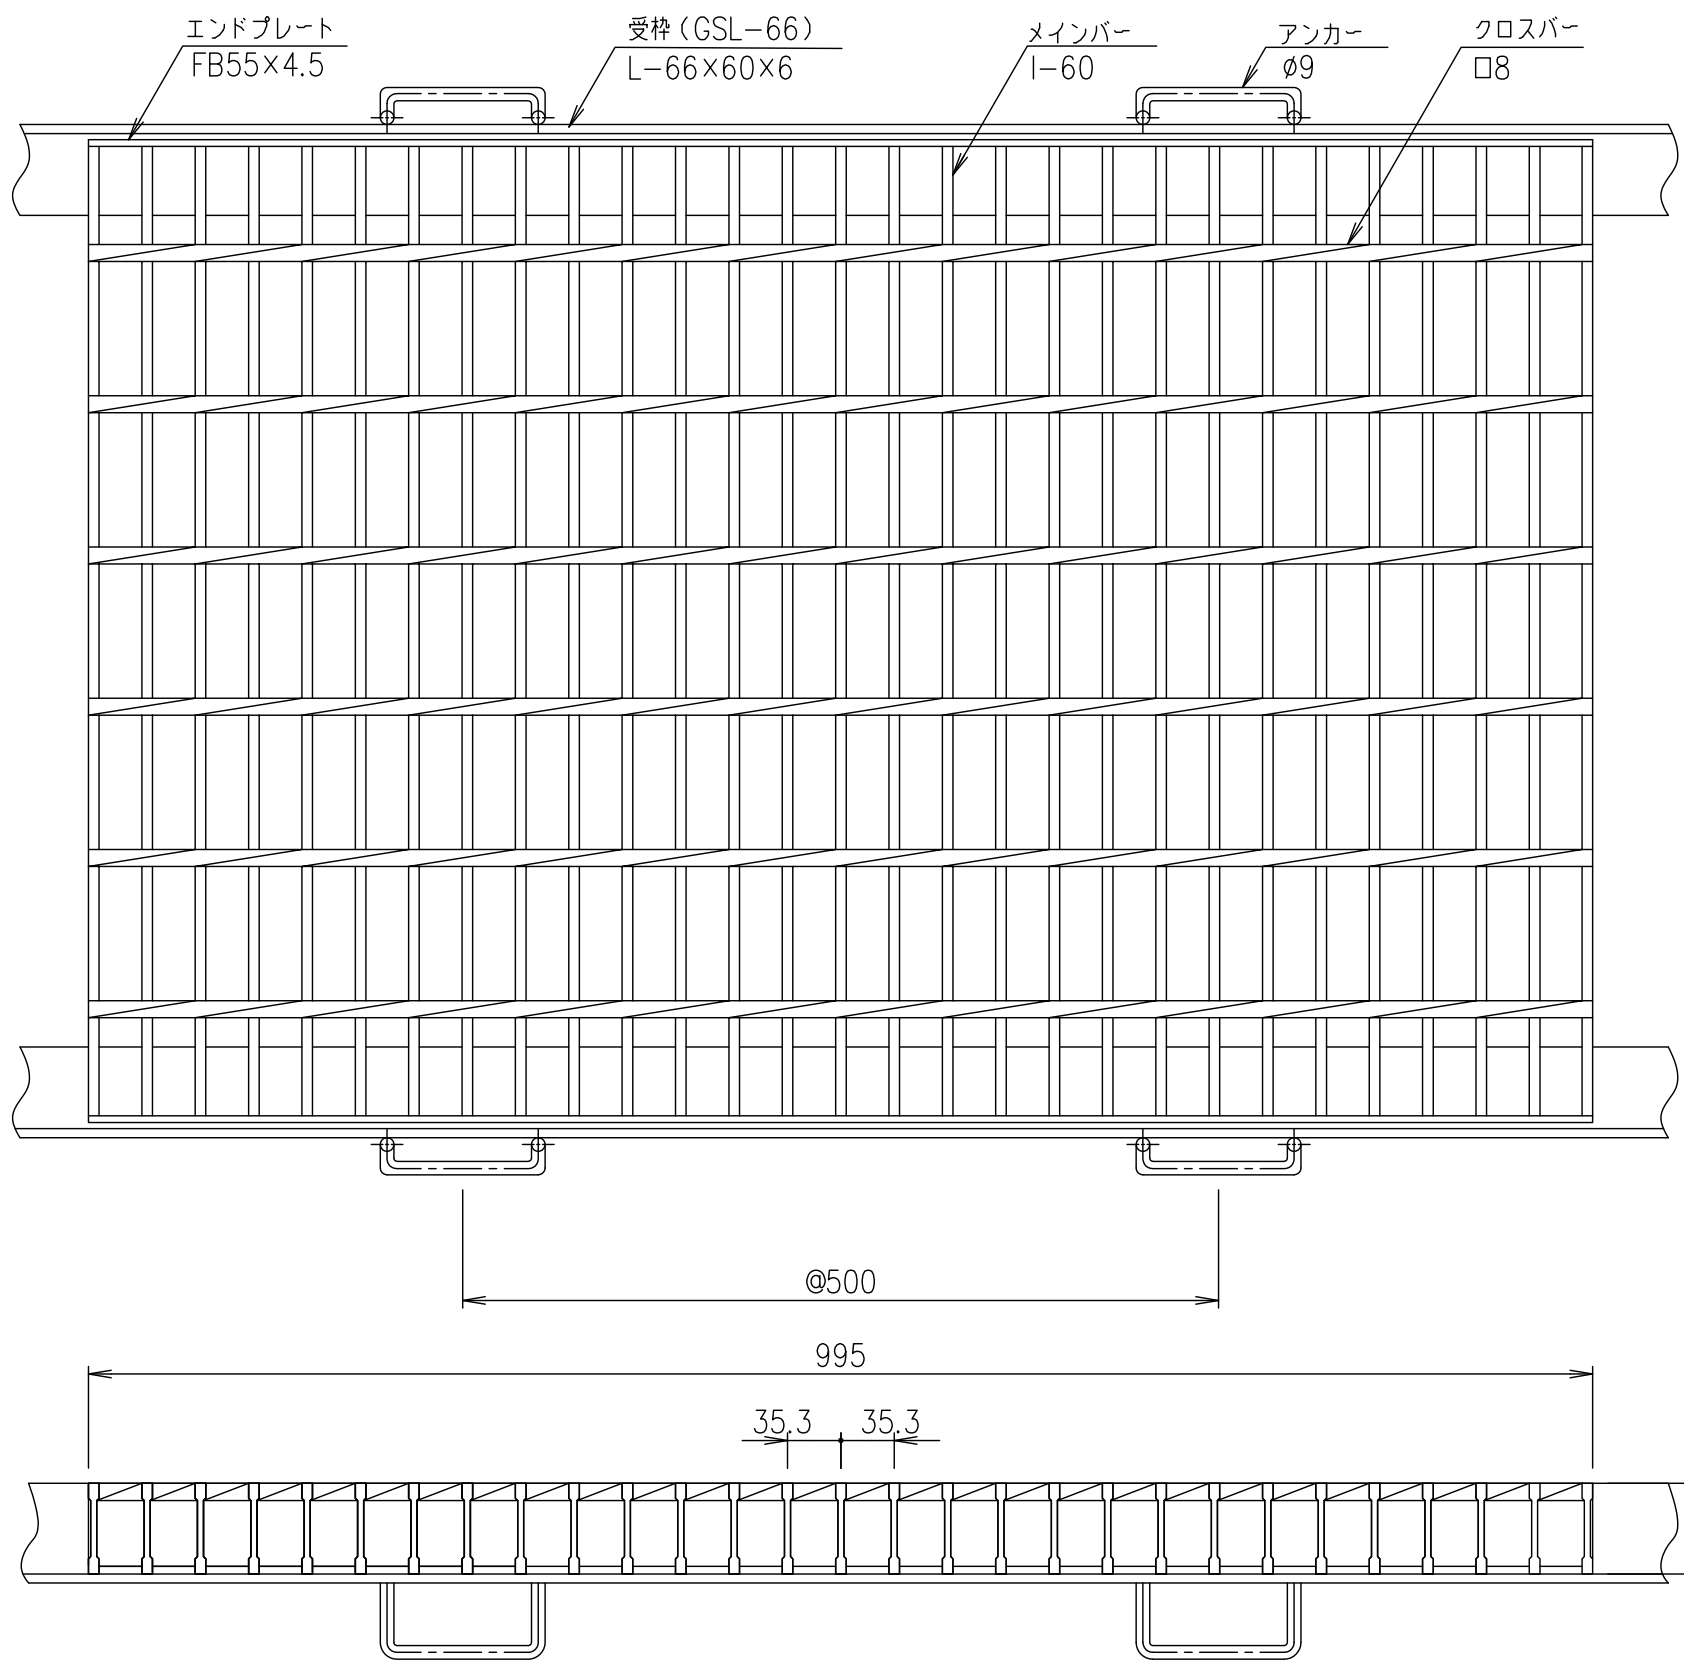 エンドプレート
FB55×4.5
受枠(GSL-66)
L-66×60×6
メインバー
I-60
アンカー
φ9
クロスバー
□8
@500
995
35.3 35.3